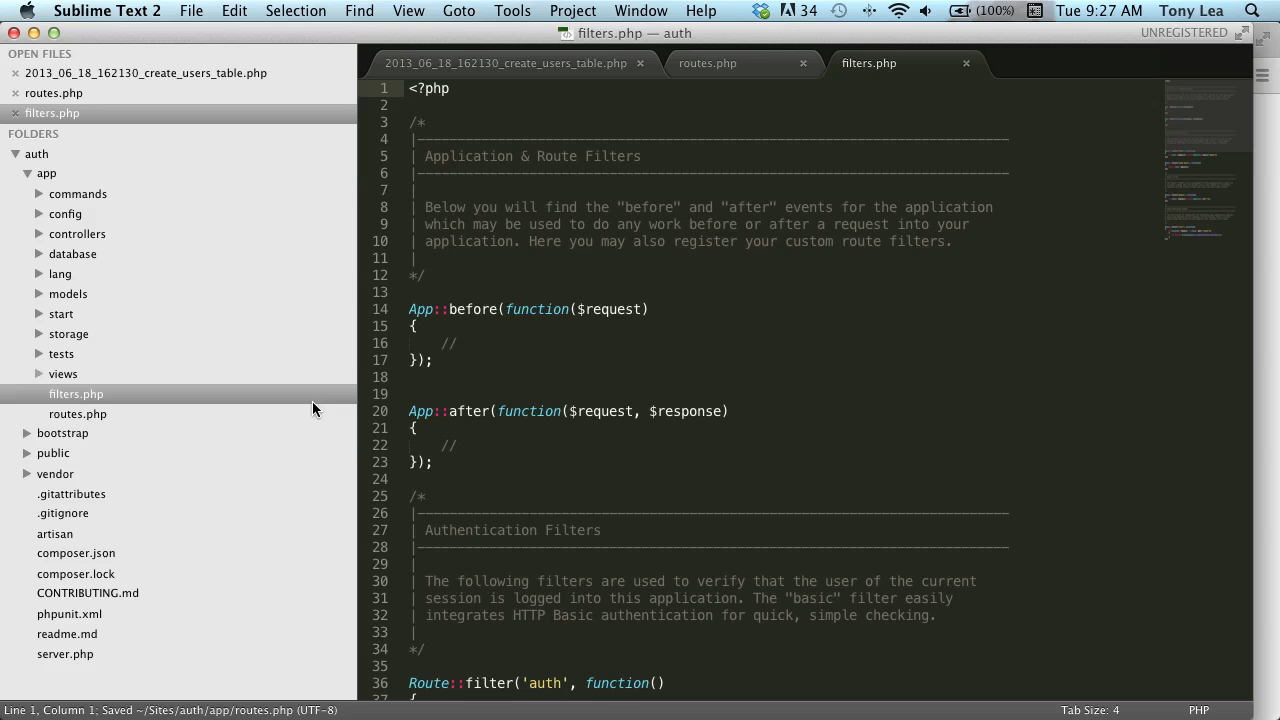 Sublime Text 2 File Edit Selection Find View Goto Tools Project Window Help 34 (100%) Tue 9:27 AM Tony Lea
filters.php — auth UNREGISTERED
OPEN FILES
2013_06_18_162130_create_users_table.php
routes.php
filters.php
FOLDERS
auth
app
commands
config
controllers
database
lang
models
start
storage
tests
views
filters.php
routes.php
bootstrap
public
vendor
.gitattributes
.gitignore
artisan
composer.json
composer.lock
CONTRIBUTING.md
phpunit.xml
readme.md
server.php
2013_06_18_162130_create_users_table.php routes.php filters.php
1 <?php
2
3 /*
4 |--------------------------------------------------------------------------
5 | Application & Route Filters
6 |--------------------------------------------------------------------------
7 |
8 | Below you will find the "before" and "after" events for the application
9 | which may be used to do any work before or after a request into your
10 | application. Here you may also register your custom route filters.
11 |
12 */
13
14 App::before(function($request)
15 {
16 //
17 });
18
19
20 App::after(function($request, $response)
21 {
22 //
23 });
24
25 /*
26 |--------------------------------------------------------------------------
27 | Authentication Filters
28 |--------------------------------------------------------------------------
29 |
30 | The following filters are used to verify that the user of the current
31 | session is logged into this application. The "basic" filter easily
32 | integrates HTTP Basic authentication for quick, simple checking.
33 |
34 */
35
36 Route::filter('auth', function()
37 {
Line 1, Column 1; Saved ~/Sites/auth/app/routes.php (UTF-8) Tab Size: 4 PHP